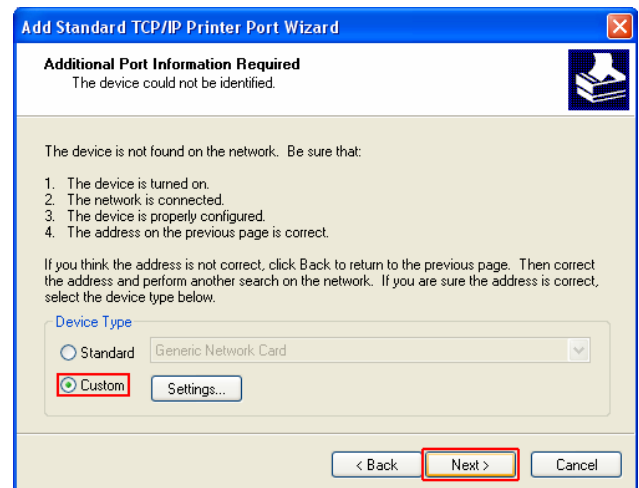 Add Standard TCP/IP Printer Port Wizard
Additional Port Information Required
The device could not be identified.
The device is not found on the network. Be sure that:
1. The device is turned on.
2. The network is connected.
3. The device is properly configured.
4. The address on the previous page is correct.
If you think the address is not correct, click Back to return to the previous page. Then correct
the address and perform another search on the network. If you are sure the address is correct,
select the device type below.
Device Type
Standard Generic Network Card
Custom Settings...
< Back Next > Cancel